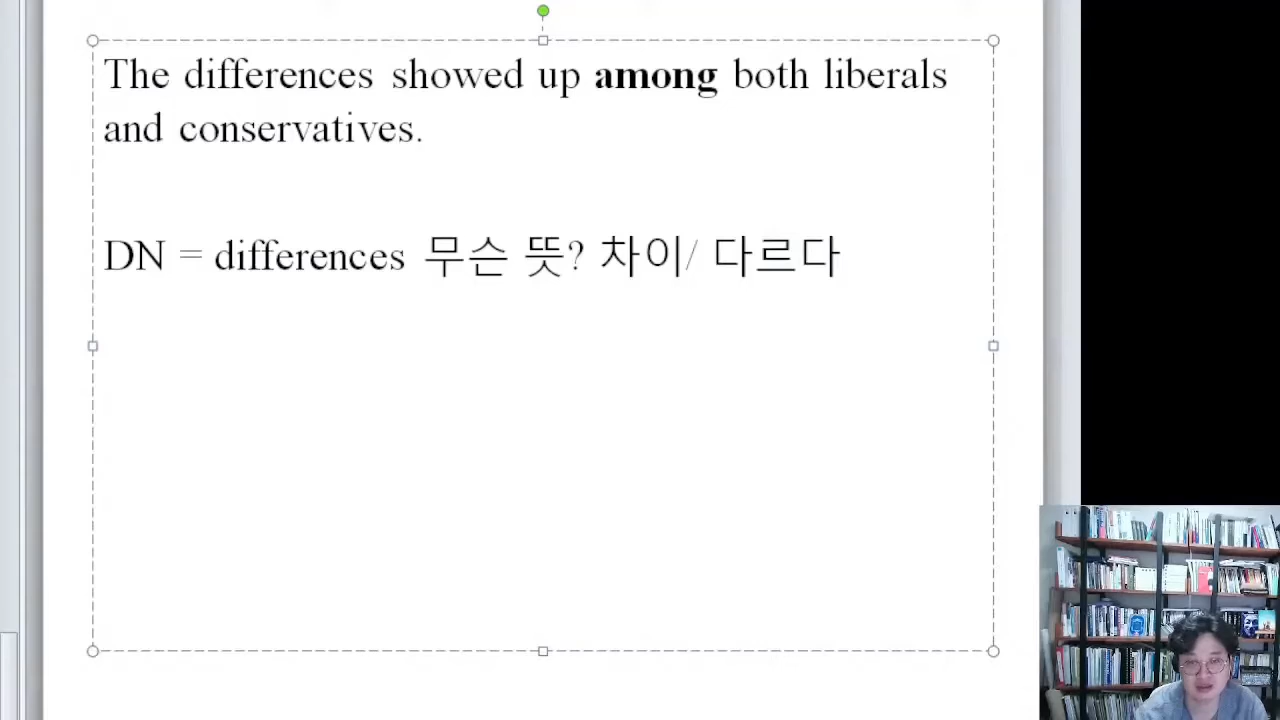 The differences showed up among both liberals
and conservatives.
DN = differences 무슨 뜻? 차이/ 다르다